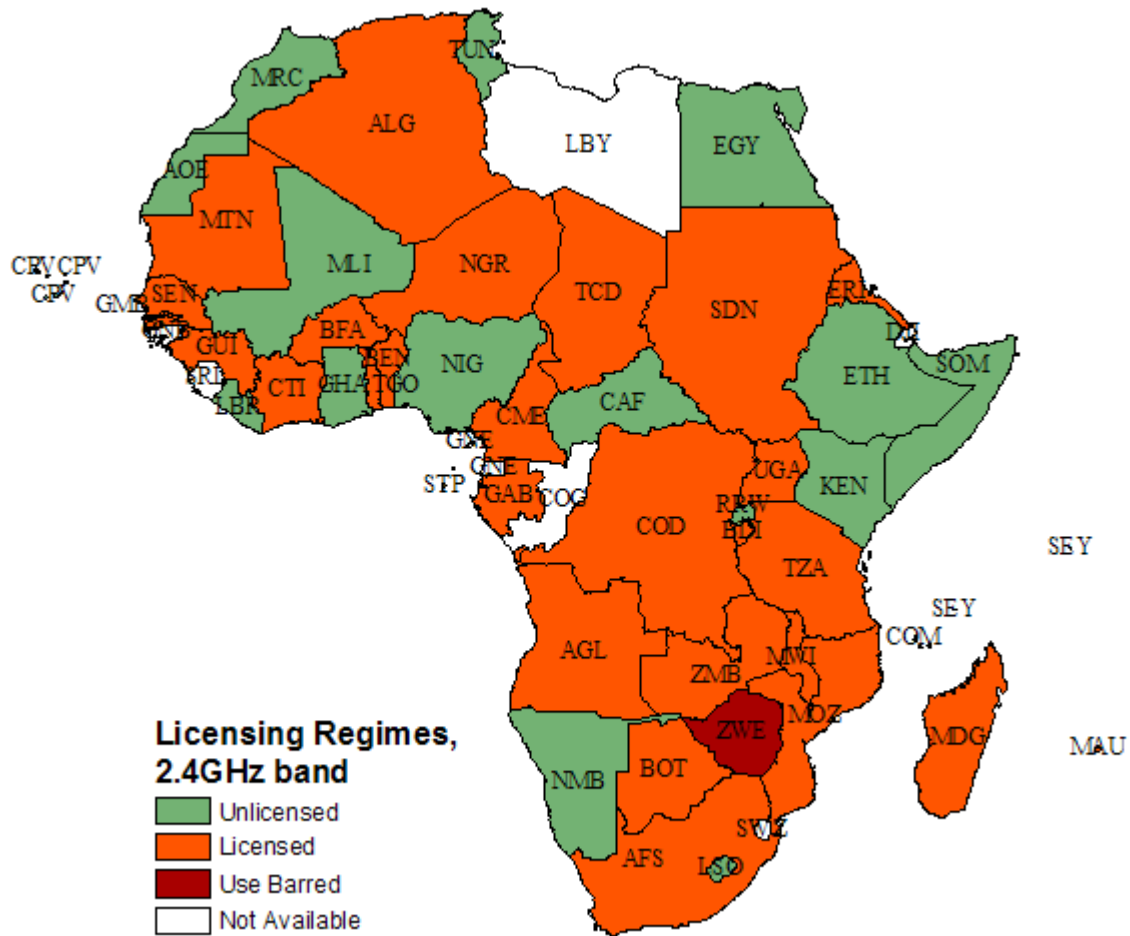 TUN
MRC
ALG
LBY
EGY
AOE
MTN
MLI
NGR
TCD
SDN
ERI
CPV CPV
CPV
GMB
SEN
GNB
GUI
BFA
BEN
NIG
DJI
SOM
ETH
SRL
LBR
CTI
GHA
TGO
CME
CAF
GNE
GNE
STP
GAB
COG
COD
UGA
KEN
RRW
BDI
TZA
SEY
SEY
COM
AGL
ZMB
MWI
MOZ
ZWE
MDG
MAU
NMB
BOT
SWZ
AFS
LSO
Licensing Regimes,
2.4GHz band
Unlicensed
Licensed
Use Barred
Not Available